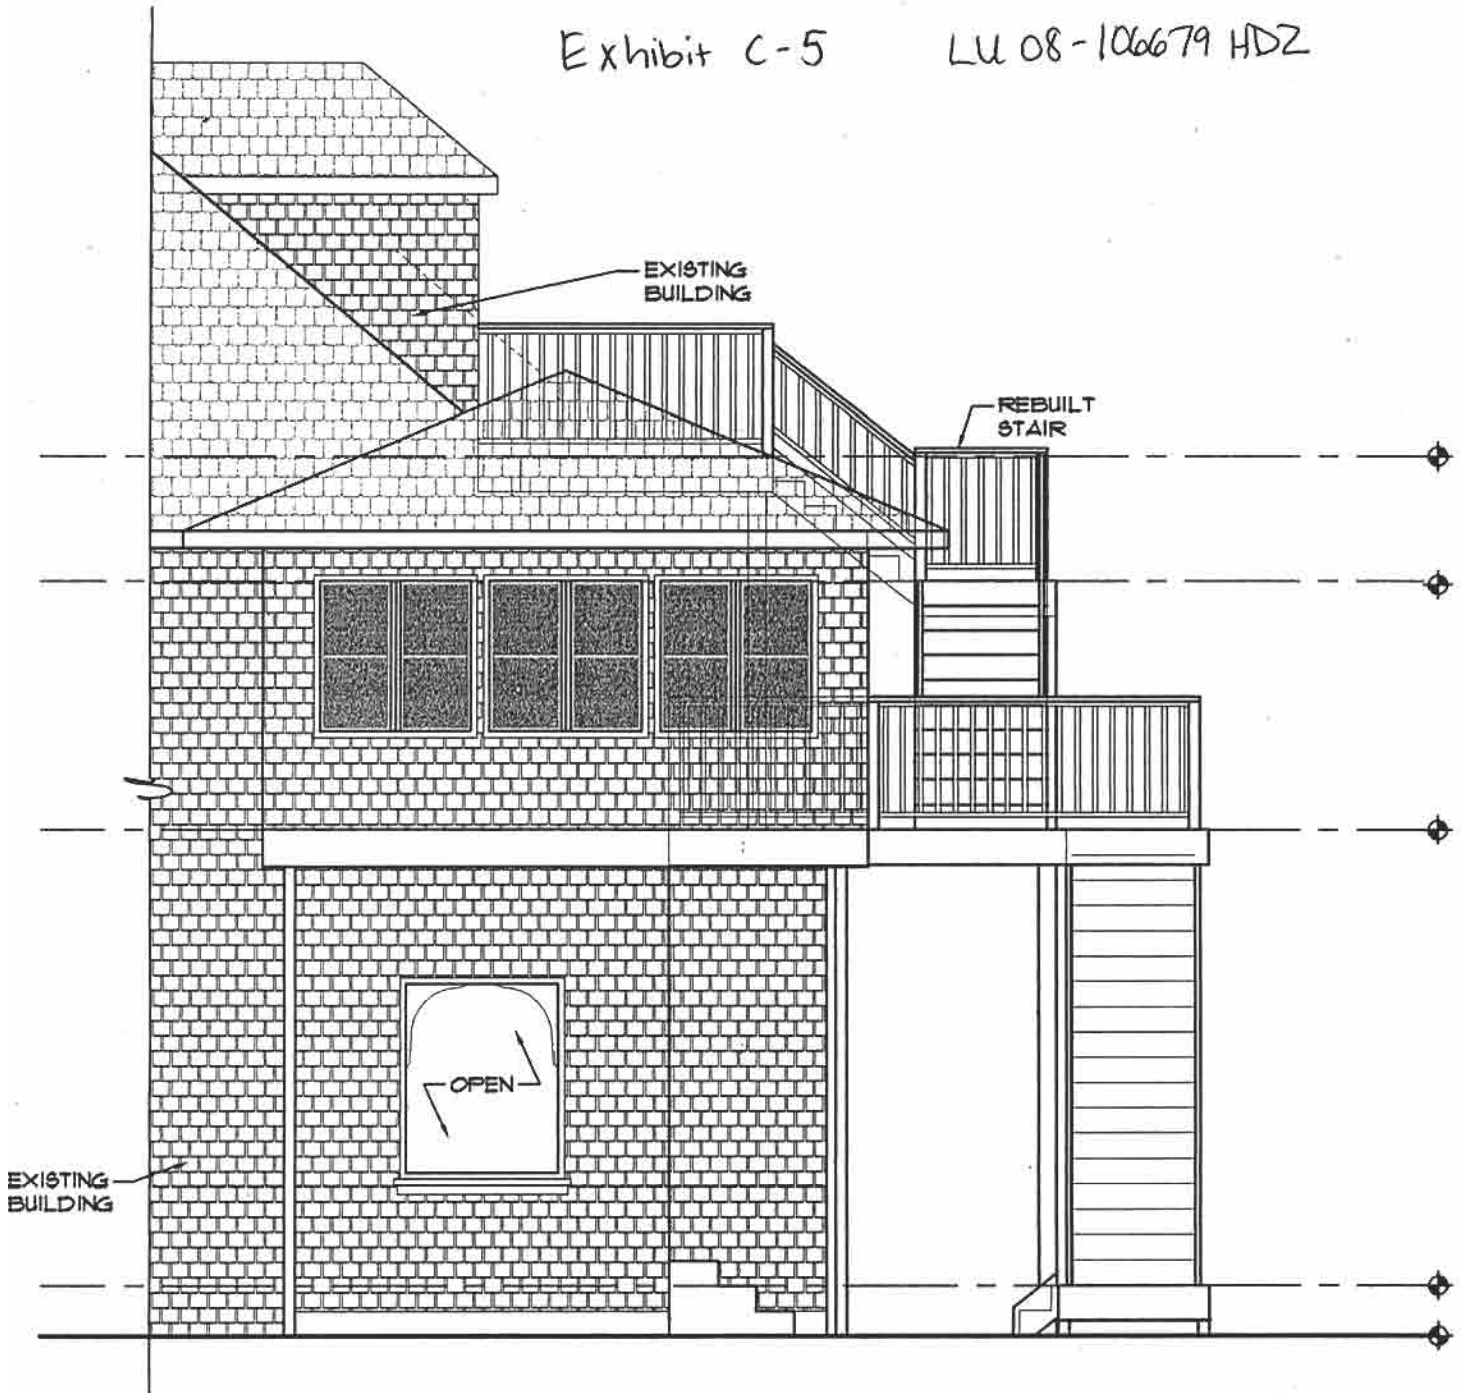 Exhibit C-5 LU 08-106679 HDZ
EXISTING
BUILDING
REBUILT
STAIR
OPEN
EXISTING
BUILDING